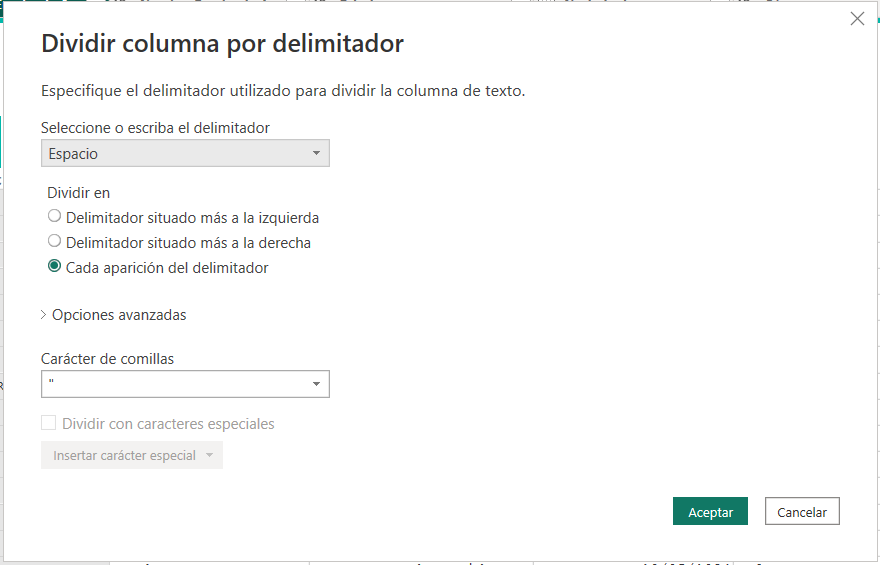 Dividir columna por delimitador
Especifique el delimitador utilizado para dividir la columna de texto.
Seleccione o escriba el delimitador
Espacio
Dividir en
Delimitador situado más a la izquierda
Delimitador situado más a la derecha
Cada aparición del delimitador
Opciones avanzadas
Carácter de comillas
"
Dividir con caracteres especiales
Insertar carácter especial
Aceptar
Cancelar